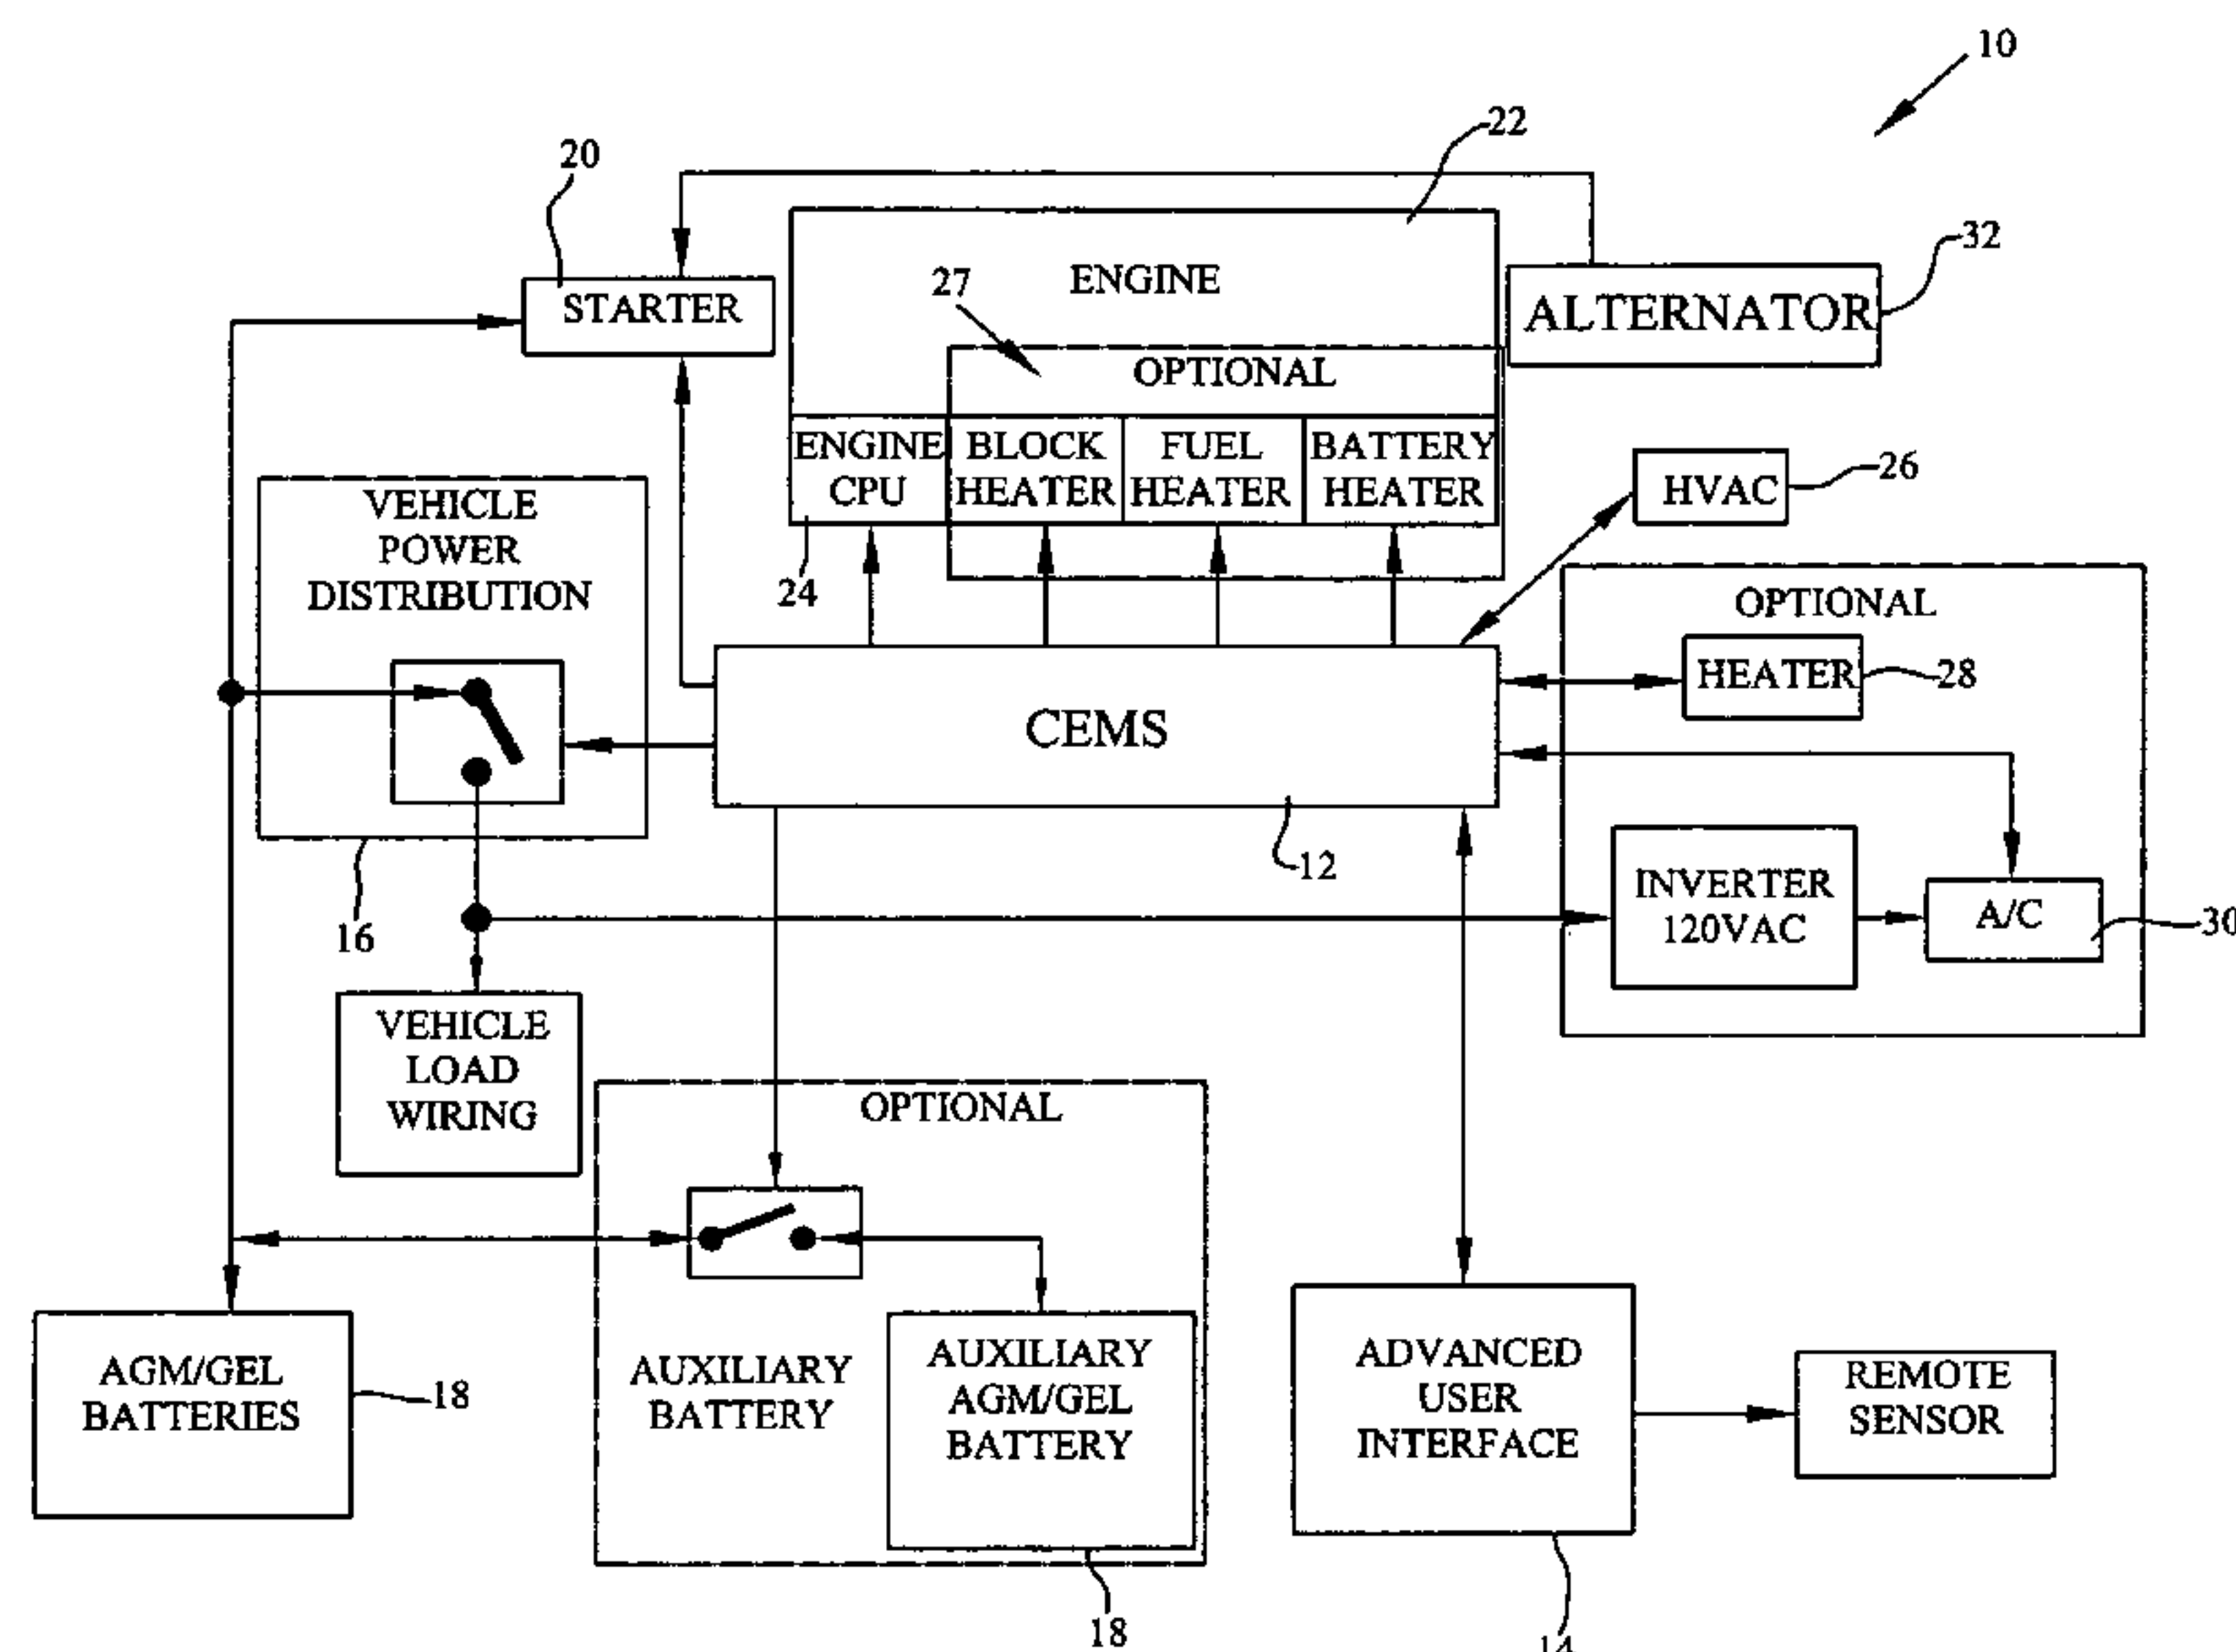 10
22
20
32
ENGINE
27
STARTER
ALTERNATOR
OPTIONAL
ENGINE
CPU
BLOCK
HEATER
FUEL
HEATER
BATTERY
HEATER
HVAC
26
VEHICLE
POWER
DISTRIBUTION
24
OPTIONAL
HEATER
28
CEMS
12
INVERTER
120VAC
A/C
30
16
VEHICLE
LOAD
WIRING
OPTIONAL
AGM/GEL
BATTERIES
18
AUXILIARY
BATTERY
AUXILIARY
AGM/GEL
BATTERY
18
ADVANCED
USER
INTERFACE
14
REMOTE
SENSOR